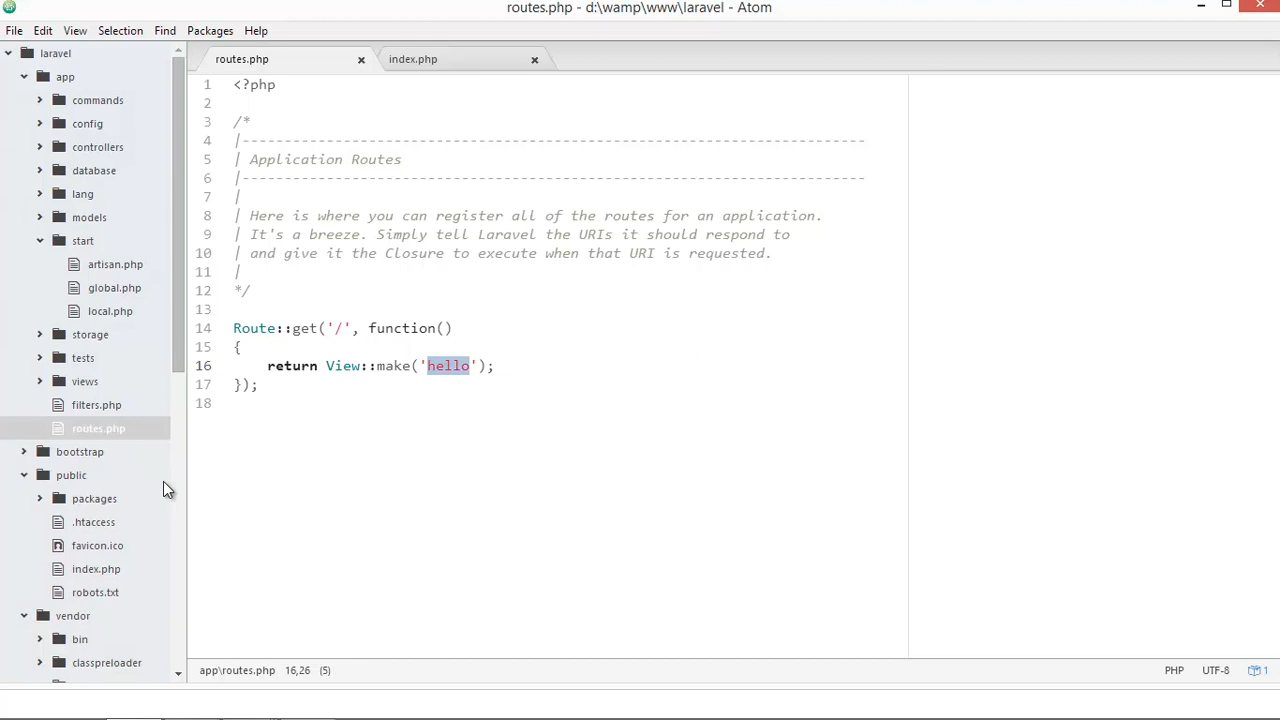 routes.php - d:\wamp\www\laravel - Atom
File Edit View Selection Find Packages Help
laravel
app
commands
config
controllers
database
lang
models
start
artisan.php
global.php
local.php
storage
tests
views
filters.php
routes.php
bootstrap
public
packages
.htaccess
favicon.ico
index.php
robots.txt
vendor
bin
classpreloader
routes.php index.php
1 <?php
2
3 /*
4 |--------------------------------------------------------------------------
5 | Application Routes
6 |--------------------------------------------------------------------------
7 |
8 | Here is where you can register all of the routes for an application.
9 | It's a breeze. Simply tell Laravel the URIs it should respond to
10 | and give it the Closure to execute when that URI is requested.
11 |
12 */
13
14 Route::get('/', function()
15 {
16 return View::make('hello');
17 });
18
app\routes.php 16,26 (5) PHP UTF-8 1